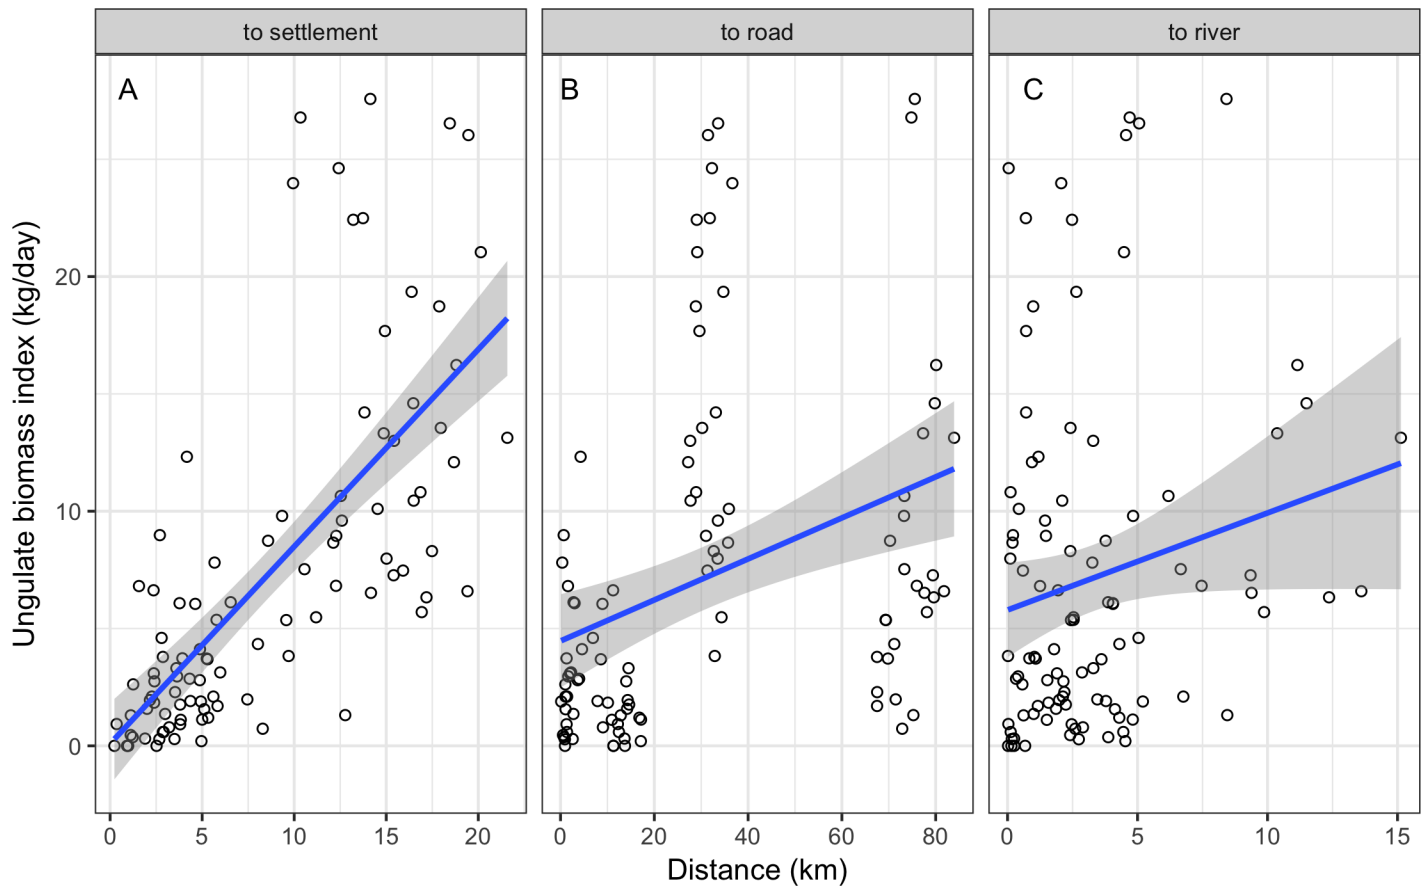 to settlement
to road
to river
A
B
C
Ungulate biomass index (kg/day)
20
10
0
0 5 10 15 20
0 20 40 60 80
0 5 10 15
Distance (km)